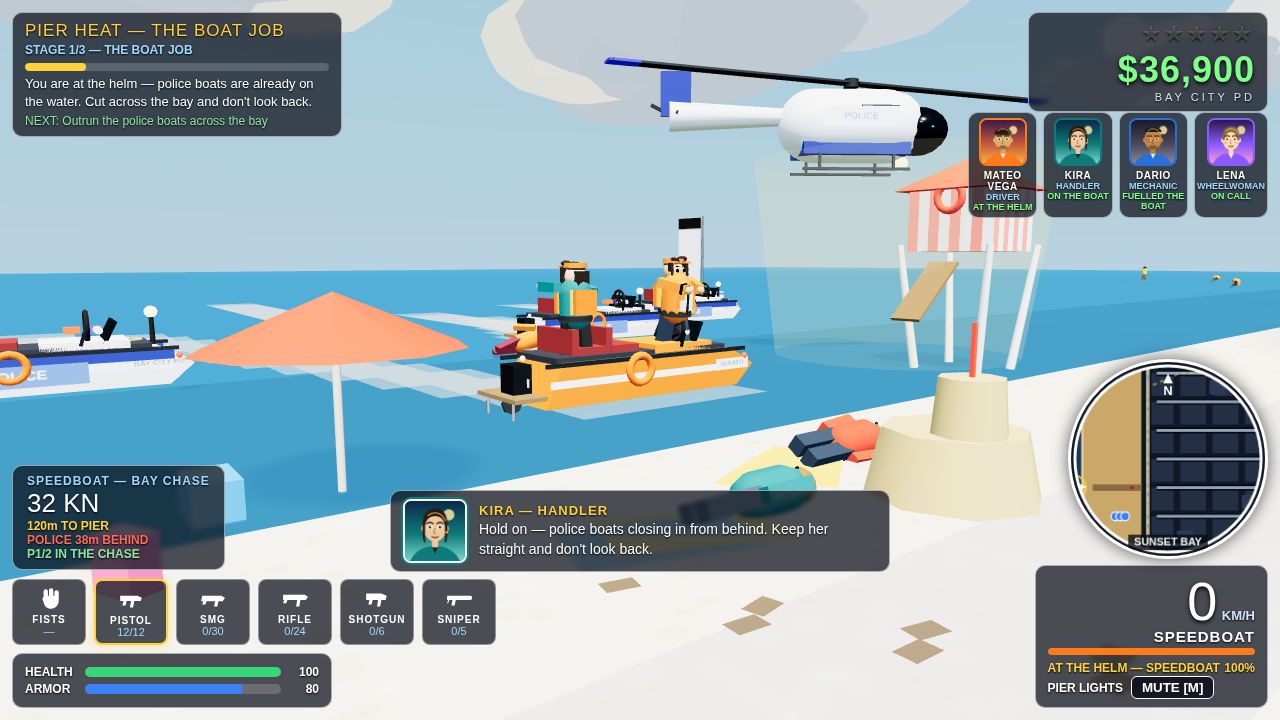 PIER HEAT — THE BOAT JOB
STAGE 1/3 — THE BOAT JOB
You are at the helm — police boats are already on
the water. Cut across the bay and don't look back.
NEXT: Outrun the police boats across the bay
★★★★★
$36,900
BAY CITY PD
MATEO
VEGA
DRIVER
AT THE HELM
KIRA
HANDLER
ON THE BOAT
DARIO
MECHANIC
FUELLED THE
BOAT
LENA
WHEELWOMAN
ON CALL
POLICE
N
SUNSET BAY
SPEEDBOAT — BAY CHASE
32 KN
120m TO PIER
POLICE 38m BEHIND
P1/2 IN THE CHASE
KIRA — HANDLER
Hold on — police boats closing in from behind. Keep her
straight and don't look back.
FISTS
—
PISTOL
12/12
SMG
0/30
RIFLE
0/24
SHOTGUN
0/6
SNIPER
0/5
HEALTH 100
ARMOR 80
0 KM/H
SPEEDBOAT
AT THE HELM — SPEEDBOAT 100%
PIER LIGHTS MUTE [M]